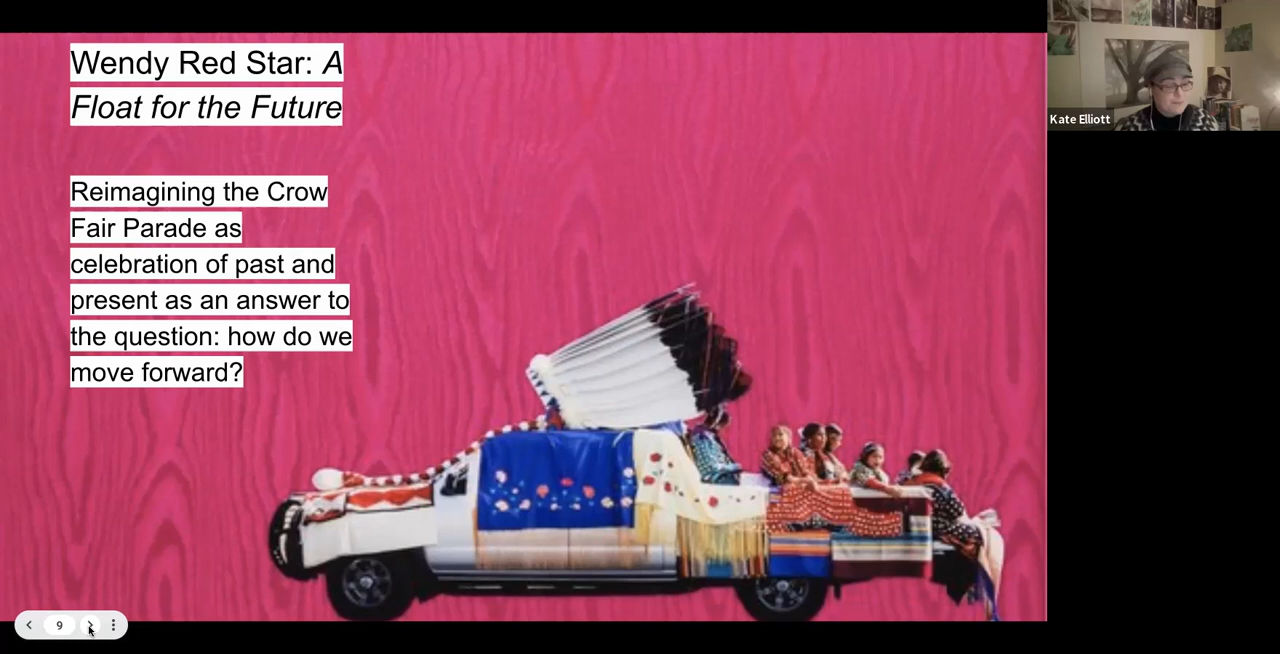 Wendy Red Star: A
Float for the Future
Reimagining the Crow
Fair Parade as
celebration of past and
present as an answer to
the question: how do we
move forward?
Kate Elliott
9